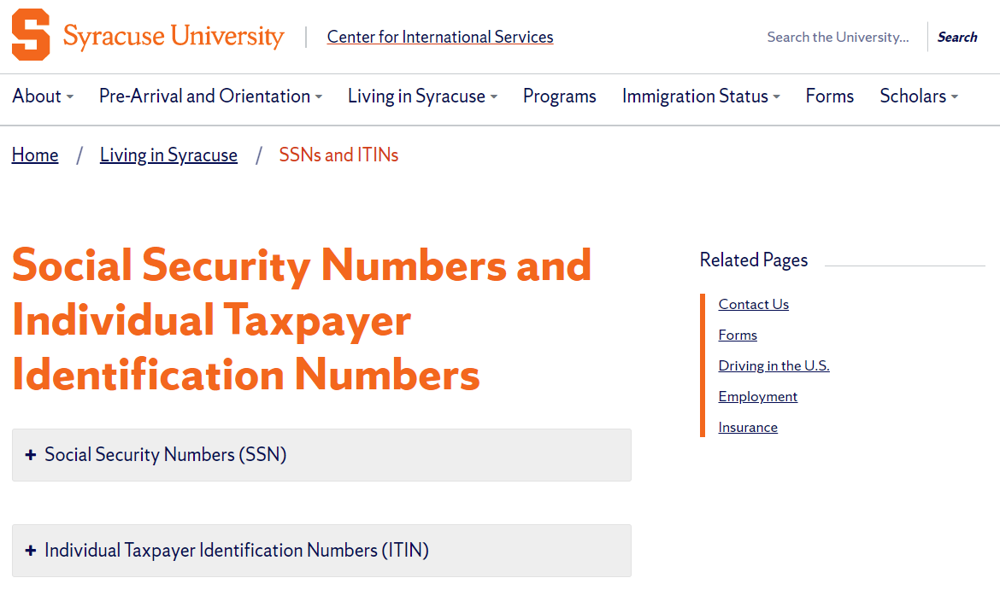 Syracuse University
Center for International Services
Search the University...
Search
About
Pre-Arrival and Orientation
Living in Syracuse
Programs
Immigration Status
Forms
Scholars
Home / Living in Syracuse / SSNs and ITINs
Social Security Numbers and
Individual Taxpayer
Identification Numbers
+ Social Security Numbers (SSN)
+ Individual Taxpayer Identification Numbers (ITIN)
Related Pages
Contact Us
Forms
Driving in the U.S.
Employment
Insurance